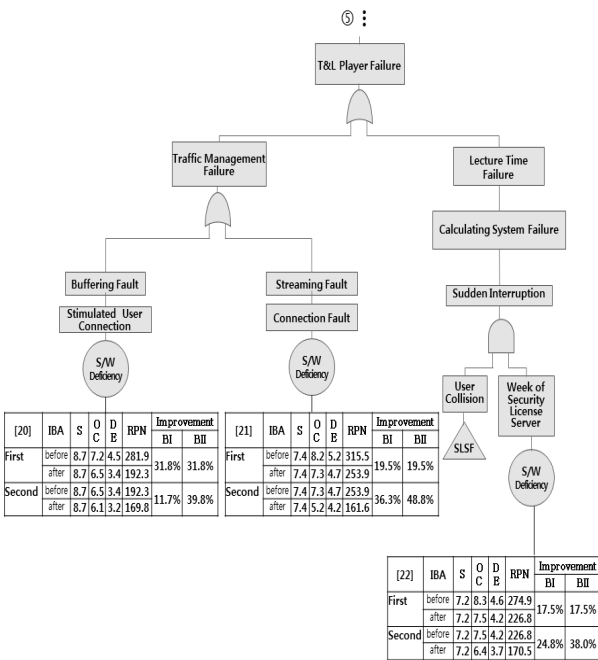 ⑤ :
T&L Player Failure
Traffic Management
Failure
Lecture Time
Failure
Calculating System Failure
Buffering Fault
Streaming Fault
Sudden Interruption
Stimulated User
Connection
Connection Fault
S/W
Deficiency
S/W
Deficiency
User
Collision
Week of
Security
License
Server
SLSF
S/W
Deficiency
[20] IBA S O C D E RPN Improvement
BI BII
First before 8.7 7.2 4.5 281.9 31.8% 31.8%
after 8.7 6.5 3.4 192.3
Second before 8.7 6.5 3.4 192.3 11.7% 39.8%
after 8.7 6.1 3.2 169.8
[21] IBA S O C D E RPN Improvement
BI BII
First before 7.4 8.2 5.2 315.5 19.5% 19.5%
after 7.4 7.3 4.7 253.9
Second before 7.4 7.3 4.7 253.9 36.3% 48.8%
after 7.4 5.2 4.2 161.6
[22] IBA S O C D E RPN Improvement
BI BII
First before 7.2 8.3 4.6 274.9 17.5% 17.5%
after 7.2 7.5 4.2 226.8
Second before 7.2 7.5 4.2 226.8 24.8% 38.0%
after 7.2 6.4 3.7 170.5